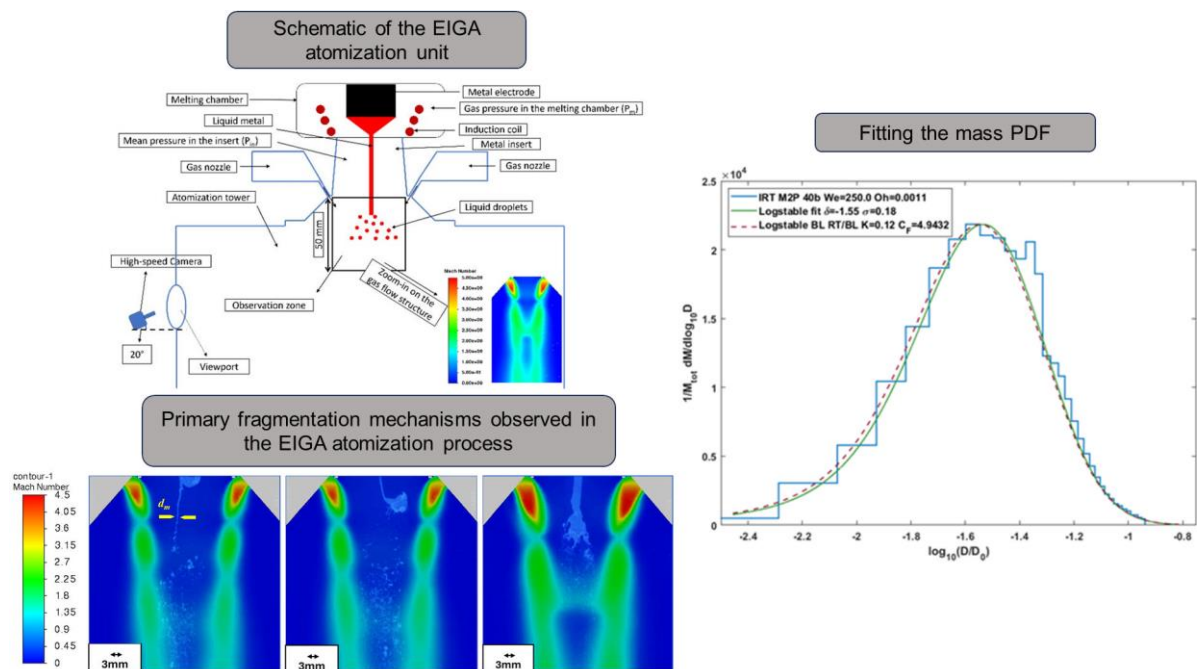 Schematic of the EIGA
atomization unit
Melting chamber
Metal electrode
Gas pressure in the melting chamber (Pm)
Liquid metal
Induction coil
Mean pressure in the insert (Pm)
Metal insert
Gas nozzle
Gas nozzle
Atomization tower
Liquid droplets
50 mm
High-speed Camera
Observation zone
Zoom-in on the
gas flow structure
20°
Viewport
Mach Number
Primary fragmentation mechanisms observed in
the EIGA atomization process
contour-1
Mach Number
4.5
4.05
3.6
3.15
2.7
2.25
1.8
1.35
0.9
0.45
0
dm
3mm
3mm
3mm
Fitting the mass PDF
×10⁴
IRT M2P 40b We=250.0 Oh=0.0011
Logstable fit δ=-1.55 σ=0.18
Logstable BL RT/BL K=0.12 CF=4.9432
2.5
2
1.5
1
0.5
0
1/Mtot dM/dlog10D
-2.4
-2.2
-2
-1.8
-1.6
-1.4
-1.2
-1
-0.8
log10(D/D0)